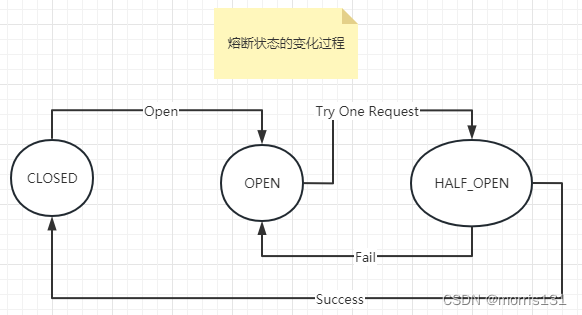 熔断状态的变化过程
Open
Try One Request
CLOSED
OPEN
HALF_OPEN
Fail
Success
CSDN @morris131